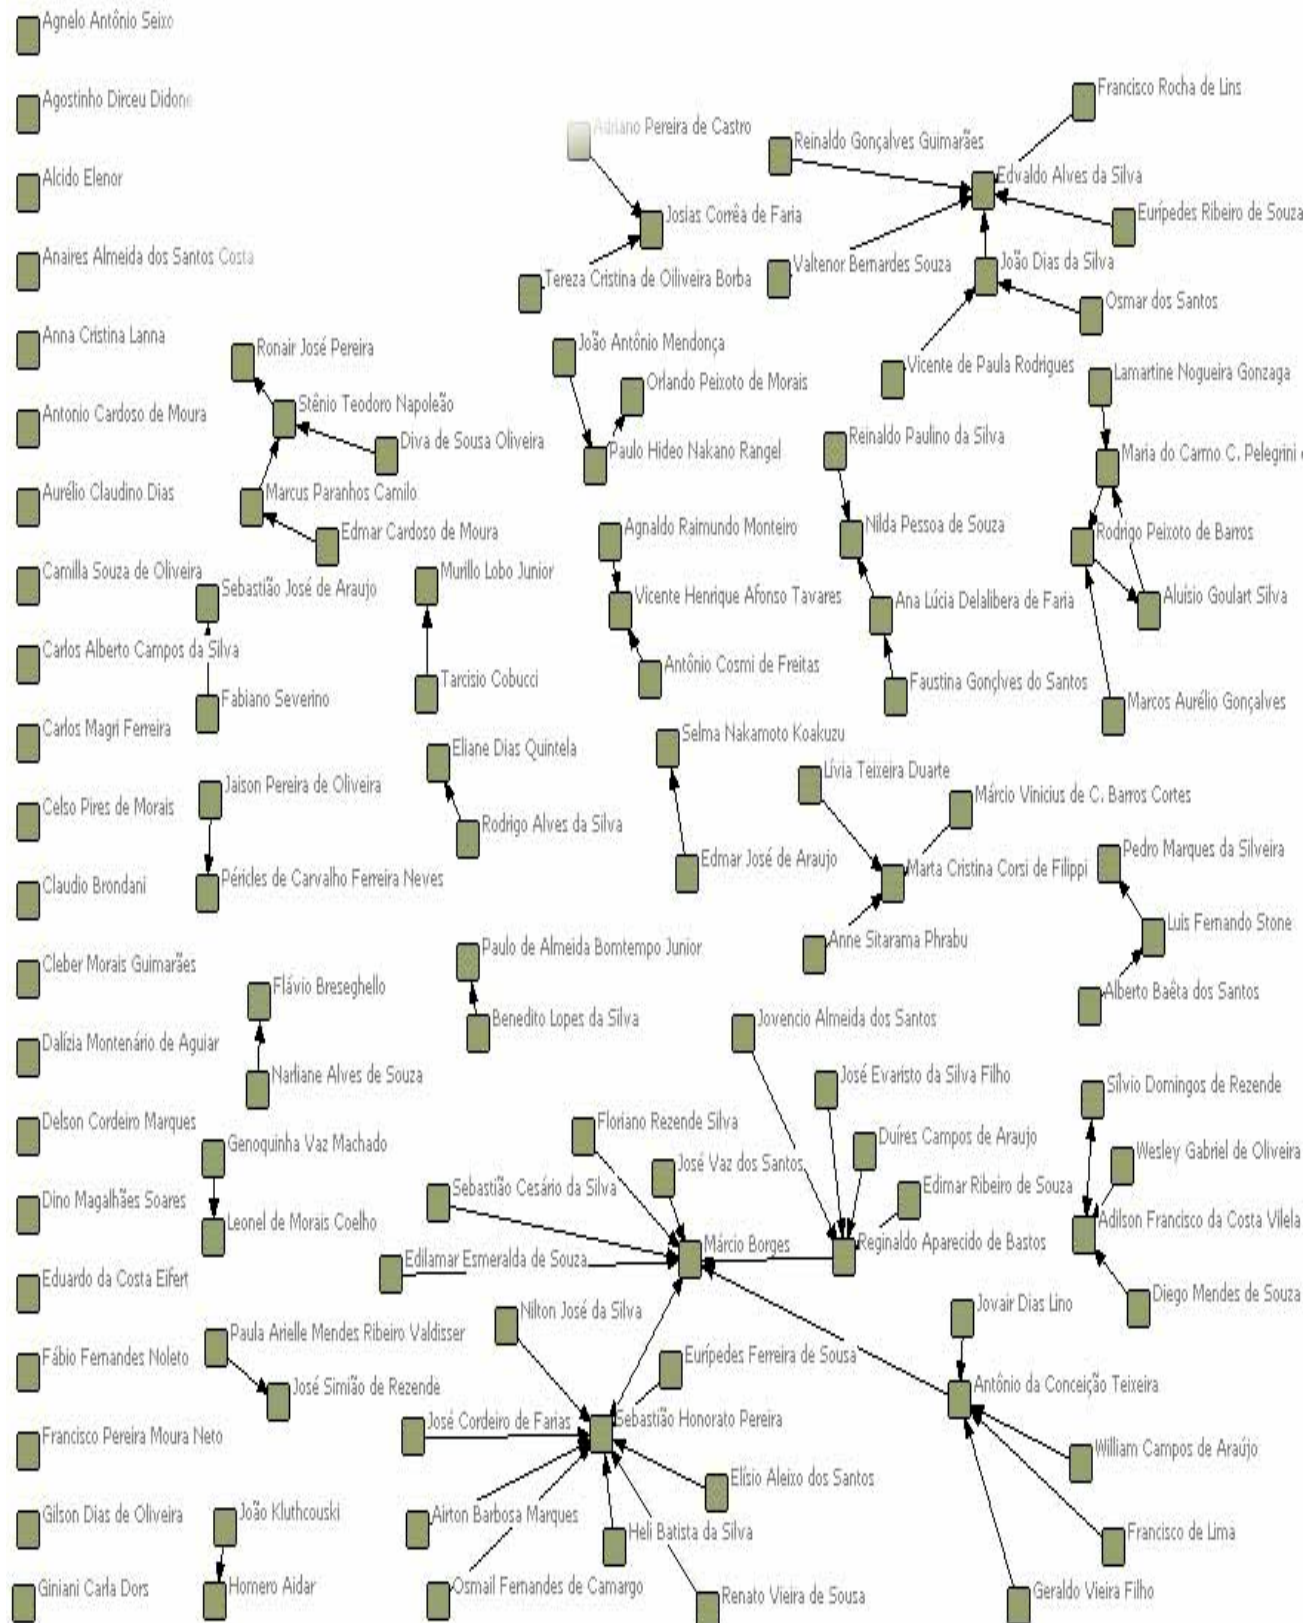 Agnelo Antônio Seixo
Agostinho Dirceu Didone
Alcido Elenor
Anaires Almeida dos Santos Costa
Anna Cristina Lanna
Antonio Cardoso de Moura
Aurélio Claudino Dias
Camilla Souza de Oliveira
Carlos Alberto Campos da Silva
Carlos Magri Ferreira
Celso Pires de Morais
Claudio Brondani
Cleber Morais Guimarães
Dalízia Montenário de Aguiar
Delson Cordeiro Marques
Dino Magalhães Soares
Eduardo da Costa Eifert
Fábio Fernandes Noleto
Francisco Pereira Moura Neto
Gilson Dias de Oliveira
Giniani Carla Dors
Ronair José Pereira
Stênio Teodoro Napoleão
Diva de Sousa Oliveira
Marcus Paranhos Camilo
Edmar Cardoso de Moura
Sebastião José de Araujo
Fabiano Severino
Jaison Pereira de Oliveira
Péricles de Carvalho Ferreira Neves
Flávio Breseghello
Narliane Alves de Souza
Genoquinha Vaz Machado
Leonel de Morais Coelho
Paula Arielle Mendes Ribeiro Valdisser
José Simião de Rezende
João Kluthcouski
Homero Aidar
Murillo Lobo Junior
Tarcisio Cobucci
Eliane Dias Quintela
Rodrigo Alves da Silva
Paulo de Almeida Bomtempo Junior
Benedito Lopes da Silva
Adriano Pereira de Castro
Josias Corrêa de Faria
Tereza Cristina de Oiliveira Borba
João Antônio Mendonça
Orlando Peixoto de Morais
Paulo Hideo Nakano Rangel
Agnaldo Raimundo Monteiro
Vicente Henrique Afonso Tavares
Antônio Cosmi de Freitas
Selma Nakamoto Koakuzu
Edmar José de Araujo
Francisco Rocha de Lins
Reinaldo Gonçalves Guimarães
Edvaldo Alves da Silva
Eurípedes Ribeiro de Souza
Valtenor Bernardes Souza
João Dias da Silva
Osmar dos Santos
Vicente de Paula Rodrigues
Reinaldo Paulino da Silva
Nilda Pessoa de Souza
Ana Lúcia Delalibera de Faria
Faustina Gonçlves do Santos
Lamartine Nogueira Gonzaga
Maria do Carmo C. Pelegrini
Rodrigo Peixoto de Barros
Aluísio Goulart Silva
Marcos Aurélio Gonçalves
Lívia Teixeira Duarte
Márcio Vinicius de C. Barros Cortes
Marta Cristina Corsi de Filippi
Anne Sitarama Phrabu
Pedro Marques da Silveira
Luis Fernando Stone
Alberto Baêta dos Santos
Jovencio Almeida dos Santos
José Evaristo da Silva Filho
Duíres Campos de Araujo
Edimar Ribeiro de Souza
Reginaldo Aparecido de Bastos
Floriano Rezende Silva
José Vaz dos Santos
Sebastião Cesário da Silva
Márcio Borges
Edilamar Esmeralda de Souza
Sílvio Domingos de Rezende
Wesley Gabriel de Oliveira
Adilson Francisco da Costa Vilela
Diego Mendes de Souza
Nilton José da Silva
Eurípedes Ferreira de Sousa
José Cordeiro de Farias
Sebastião Honorato Pereira
Elísio Aleixo dos Santos
Airton Barbosa Marques
Heli Batista da Silva
Osmail Fernandes de Camargo
Renato Vieira de Sousa
Jovair Dias Lino
Antônio da Conceição Teixeira
William Campos de Araújo
Francisco de Lima
Geraldo Vieira Filho